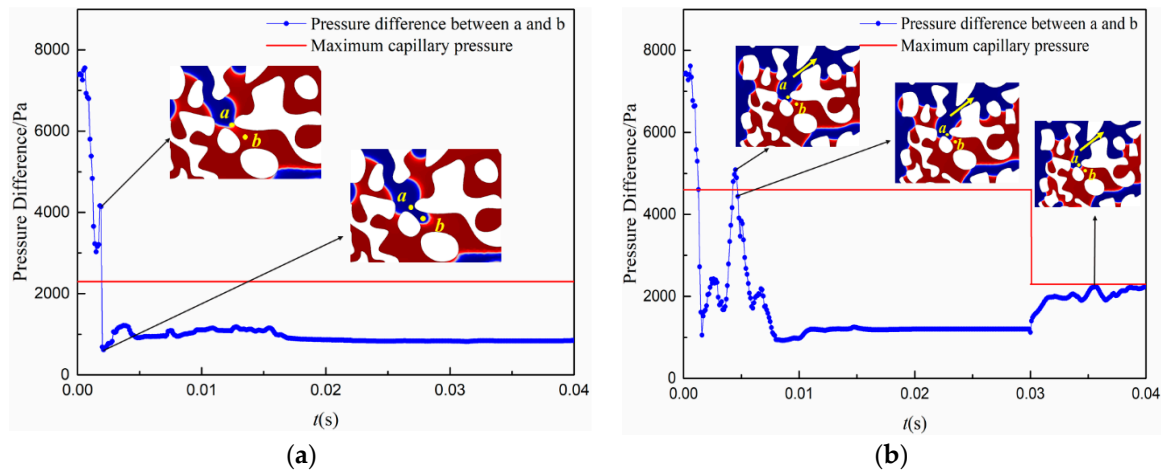 Pressure difference between a and b
Maximum capillary pressure
8000
6000
4000
2000
0
Pressure Difference/Pa
a
b
a
b
0.00
0.01
0.02
0.03
0.04
t(s)
(a)
Pressure difference between a and b
Maximum capillary pressure
8000
6000
4000
2000
0
Pressure Difference/Pa
a
b
a
b
a
b
0.00
0.01
0.02
0.03
0.04
t(s)
(b)